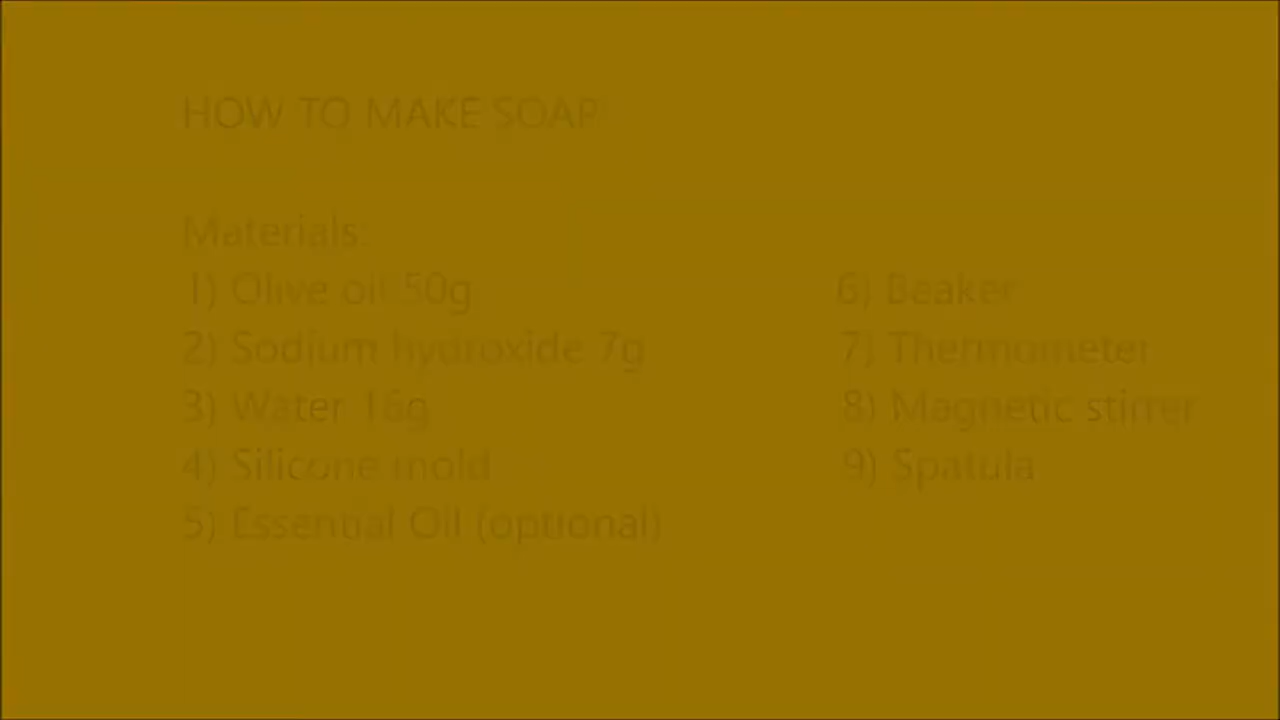 HOW TO MAKE SOAP
Materials:
1) Olive oil 50g
2) Sodium hydroxide 7g
3) Water 16g
4) Silicone mold
5) Essential Oil (optional)
6) Beaker
7) Thermometer
8) Magnetic stirrer
9) Spatula